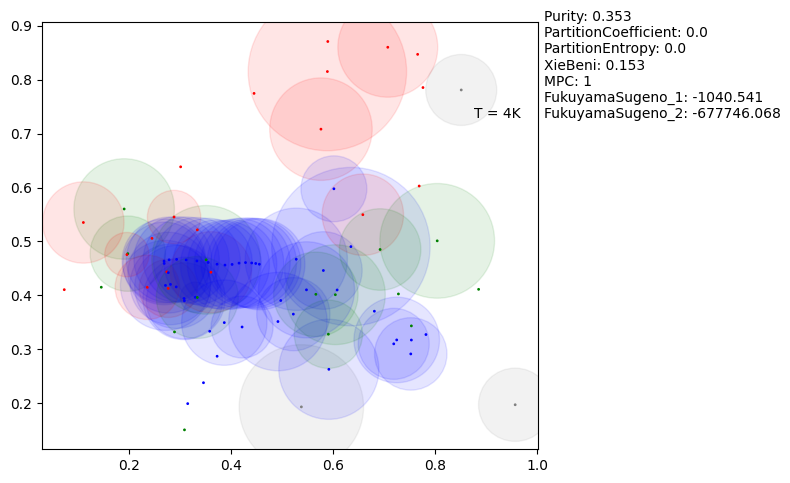 Purity: 0.353
PartitionCoefficient: 0.0
PartitionEntropy: 0.0
XieBeni: 0.153
MPC: 1
FukuyamaSugeno_1: -1040.541
FukuyamaSugeno_2: -677746.068
T = 4K
0.9
0.8
0.7
0.6
0.5
0.4
0.3
0.2
0.2 0.4 0.6 0.8 1.0